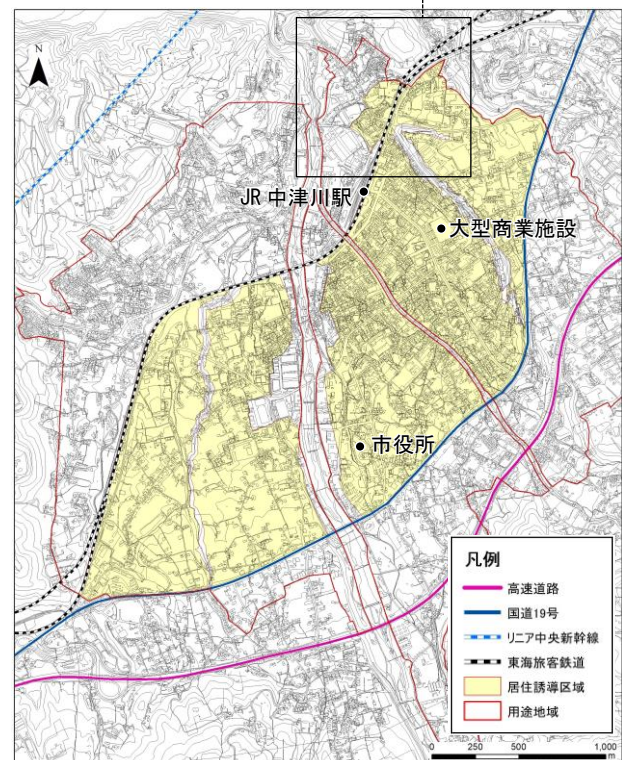 N
JR 中津川駅
大型商業施設
市役所
凡例
高速道路
国道19号
リニア中央新幹線
東海旅客鉄道
居住誘導区域
用途地域
0 250 500 1,000
m